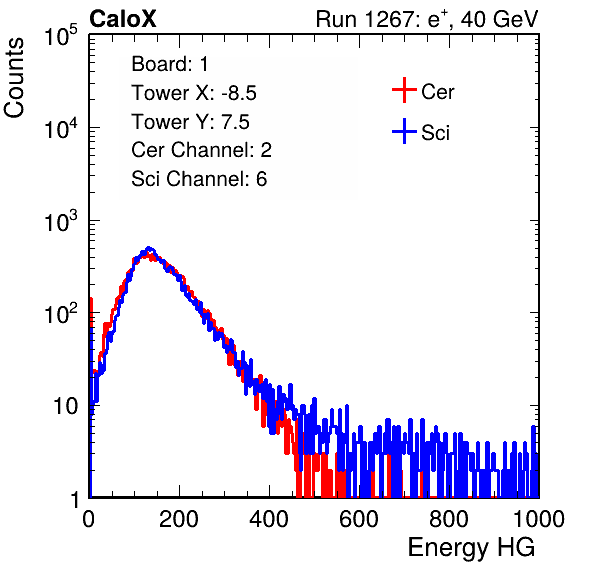 CaloX Run 1267: e⁺, 40 GeV
Counts
Board: 1
Tower X: -8.5
Tower Y: 7.5
Cer Channel: 2
Sci Channel: 6
Cer
Sci
10⁵
10⁴
10³
10²
10
1
0 200 400 600 800 1000
Energy HG